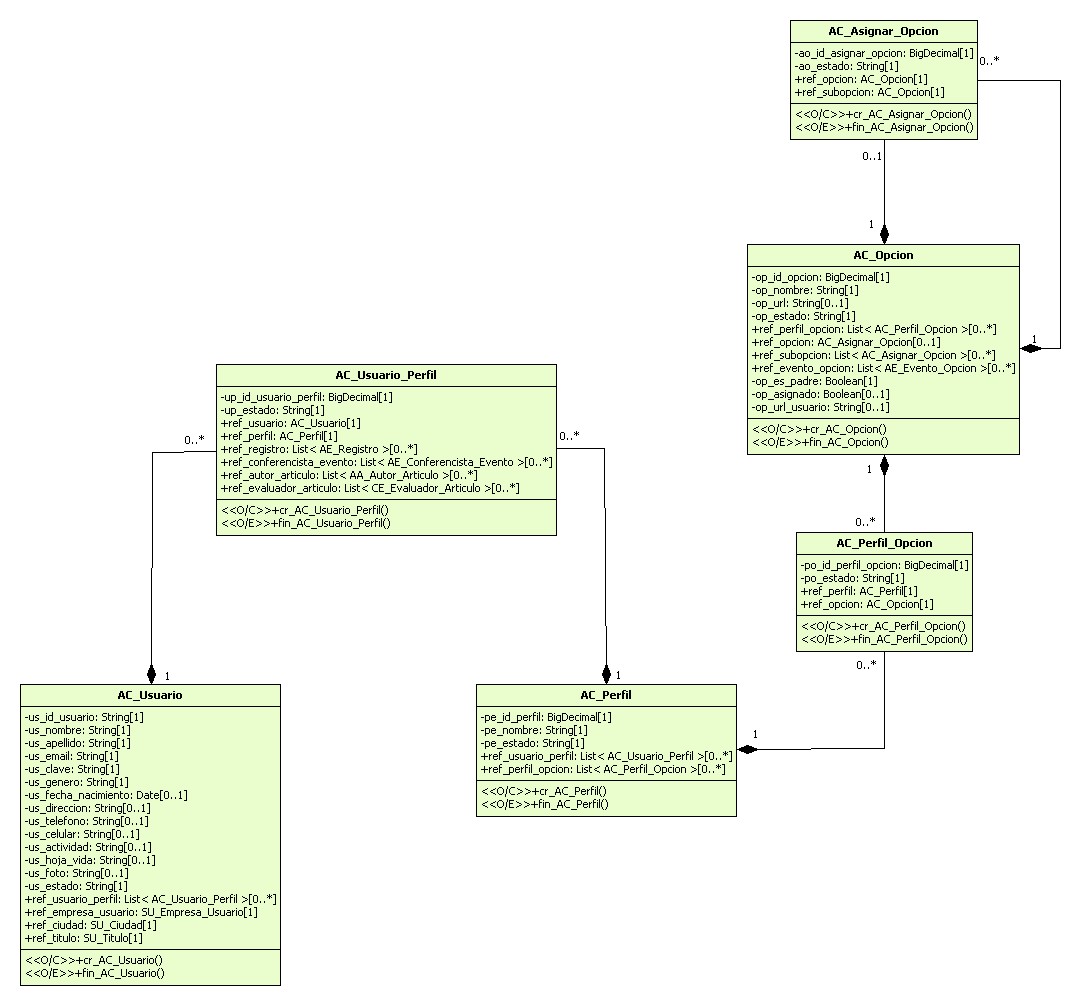 AC_Asignar_Opcion
-ao_id_asignar_opcion: BigDecimal[1]
-ao_estado: String[1]
+ref_opcion: AC_Opcion[1]
+ref_subopcion: AC_Opcion[1]
<<O/C>>+cr_AC_Asignar_Opcion()
<<O/E>>+fin_AC_Asignar_Opcion()
0..*
0..1
1
AC_Opcion
-op_id_opcion: BigDecimal[1]
-op_nombre: String[1]
-op_url: String[0..1]
-op_estado: String[1]
+ref_perfil_opcion: List< AC_Perfil_Opcion >[0..*]
+ref_opcion: AC_Asignar_Opcion[0..1]
+ref_subopcion: List< AC_Asignar_Opcion >[0..*]
+ref_evento_opcion: List< AE_Evento_Opcion >[0..*]
-op_es_padre: Boolean[1]
-op_asignado: Boolean[0..1]
-op_url_usuario: String[0..1]
<<O/C>>+cr_AC_Opcion()
<<O/E>>+fin_AC_Opcion()
1
1
0..*
AC_Usuario_Perfil
-up_id_usuario_perfil: BigDecimal[1]
-up_estado: String[1]
+ref_usuario: AC_Usuario[1]
+ref_perfil: AC_Perfil[1]
+ref_registro: List< AE_Registro >[0..*]
+ref_conferencista_evento: List< AE_Conferencista_Evento >[0..*]
+ref_autor_articulo: List< AA_Autor_Articulo >[0..*]
+ref_evaluador_articulo: List< CE_Evaluador_Articulo >[0..*]
<<O/C>>+cr_AC_Usuario_Perfil()
<<O/E>>+fin_AC_Usuario_Perfil()
0..*
0..*
AC_Perfil_Opcion
-po_id_perfil_opcion: BigDecimal[1]
-po_estado: String[1]
+ref_perfil: AC_Perfil[1]
+ref_opcion: AC_Opcion[1]
<<O/C>>+cr_AC_Perfil_Opcion()
<<O/E>>+fin_AC_Perfil_Opcion()
0..*
1
1
1
AC_Usuario
-us_id_usuario: String[1]
-us_nombre: String[1]
-us_apellido: String[1]
-us_email: String[1]
-us_clave: String[1]
-us_genero: String[1]
-us_fecha_nacimiento: Date[0..1]
-us_direccion: String[0..1]
-us_telefono: String[0..1]
-us_celular: String[0..1]
-us_actividad: String[0..1]
-us_hoja_vida: String[0..1]
-us_foto: String[0..1]
-us_estado: String[1]
+ref_usuario_perfil: List< AC_Usuario_Perfil >[0..*]
+ref_empresa_usuario: SU_Empresa_Usuario[1]
+ref_ciudad: SU_Ciudad[1]
+ref_titulo: SU_Titulo[1]
<<O/C>>+cr_AC_Usuario()
<<O/E>>+fin_AC_Usuario()
AC_Perfil
-pe_id_perfil: BigDecimal[1]
-pe_nombre: String[1]
-pe_estado: String[1]
+ref_usuario_perfil: List< AC_Usuario_Perfil >[0..*]
+ref_perfil_opcion: List< AC_Perfil_Opcion >[0..*]
<<O/C>>+cr_AC_Perfil()
<<O/E>>+fin_AC_Perfil()